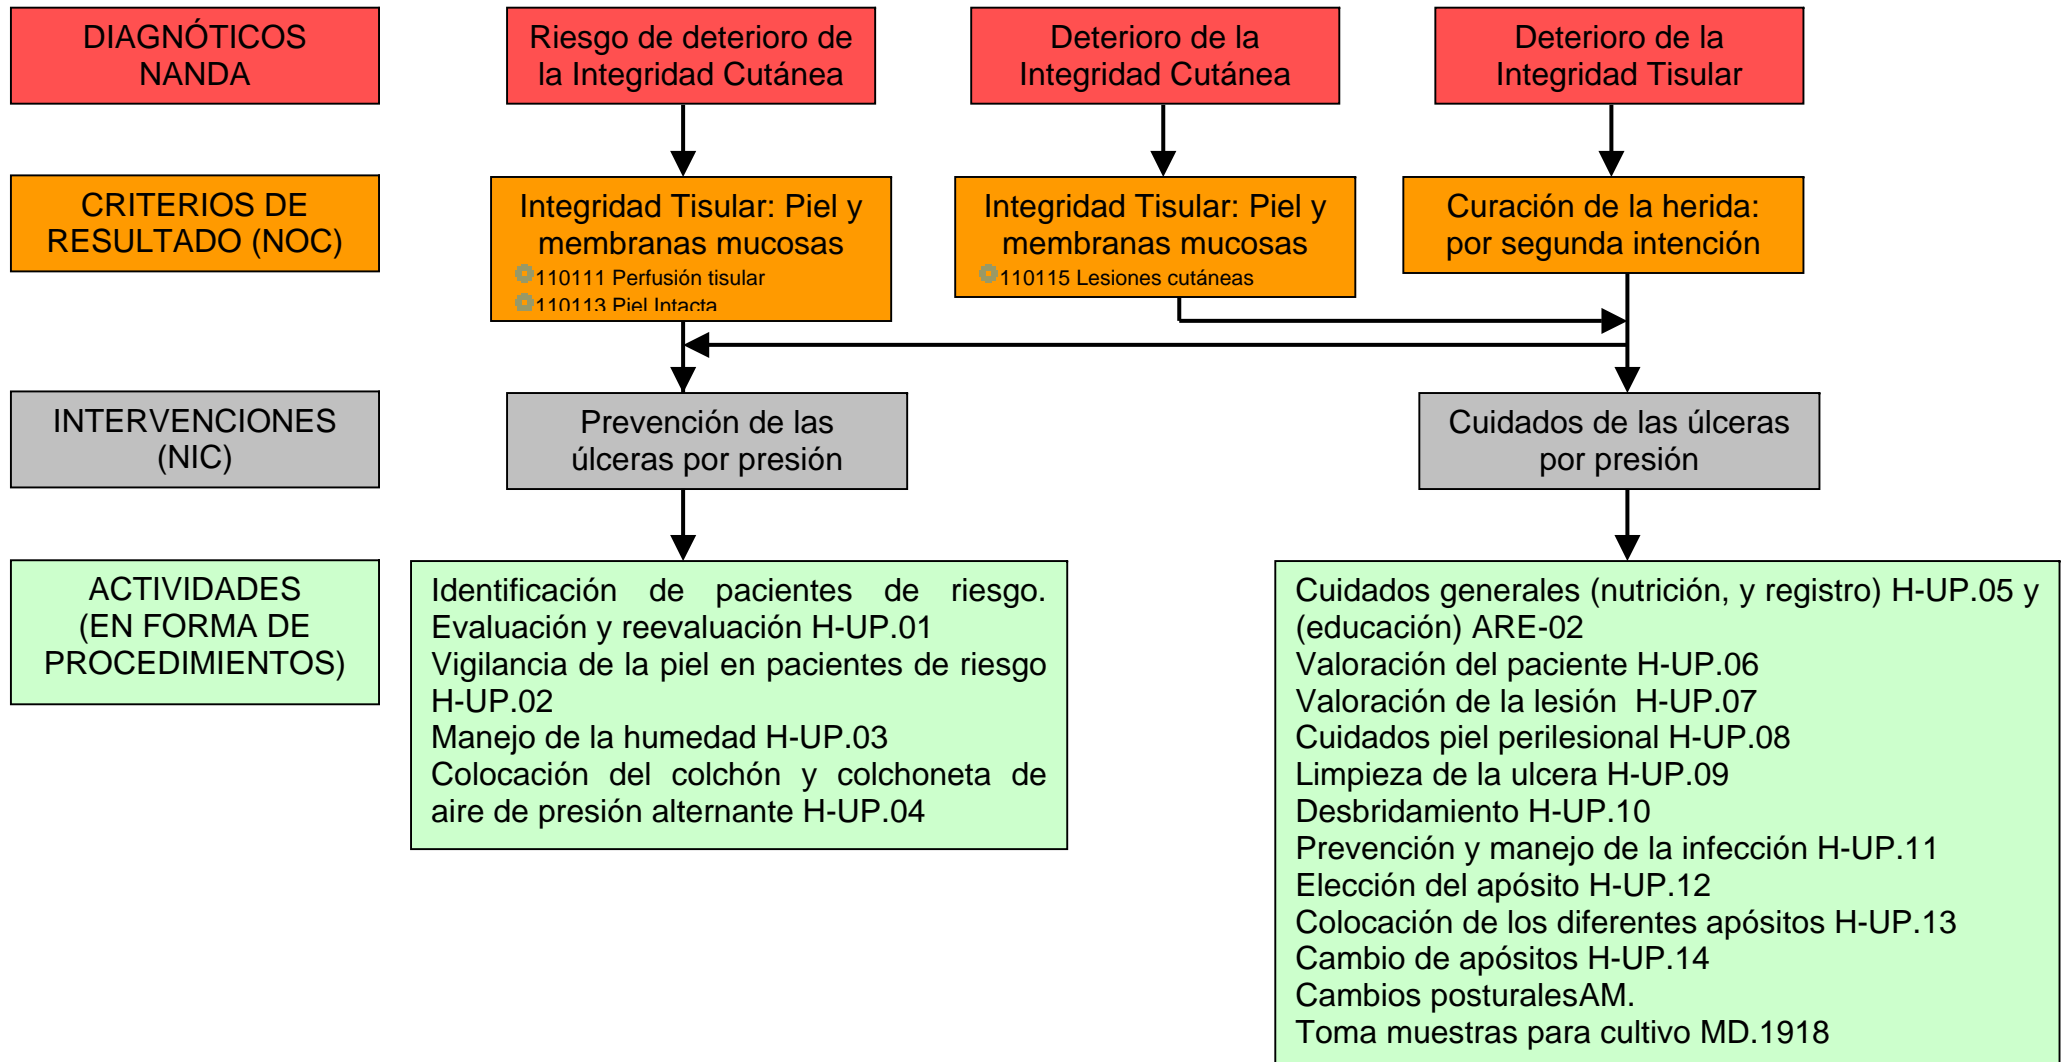 DIAGNÓTICOS
NANDA
Riesgo de deterioro de
la Integridad Cutánea
Deterioro de la
Integridad Cutánea
Deterioro de la
Integridad Tisular
CRITERIOS DE
RESULTADO (NOC)
Integridad Tisular: Piel y
membranas mucosas
110111 Perfusión tisular
110113 Piel Intacta
Integridad Tisular: Piel y
membranas mucosas
110115 Lesiones cutáneas
Curación de la herida:
por segunda intención
INTERVENCIONES
(NIC)
Prevención de las
úlceras por presión
Cuidados de las úlceras
por presión
ACTIVIDADES
(EN FORMA DE
PROCEDIMIENTOS)
Identificación de pacientes de riesgo.
Evaluación y reevaluación H-UP.01
Vigilancia de la piel en pacientes de riesgo
H-UP.02
Manejo de la humedad H-UP.03
Colocación del colchón y colchoneta de
aire de presión alternante H-UP.04
Cuidados generales (nutrición, y registro) H-UP.05 y
(educación) ARE-02
Valoración del paciente H-UP.06
Valoración de la lesión H-UP.07
Cuidados piel perilesional H-UP.08
Limpieza de la ulcera H-UP.09
Desbridamiento H-UP.10
Prevención y manejo de la infección H-UP.11
Elección del apósito H-UP.12
Colocación de los diferentes apósitos H-UP.13
Cambio de apósitos H-UP.14
Cambios posturalesAM.
Toma muestras para cultivo MD.1918